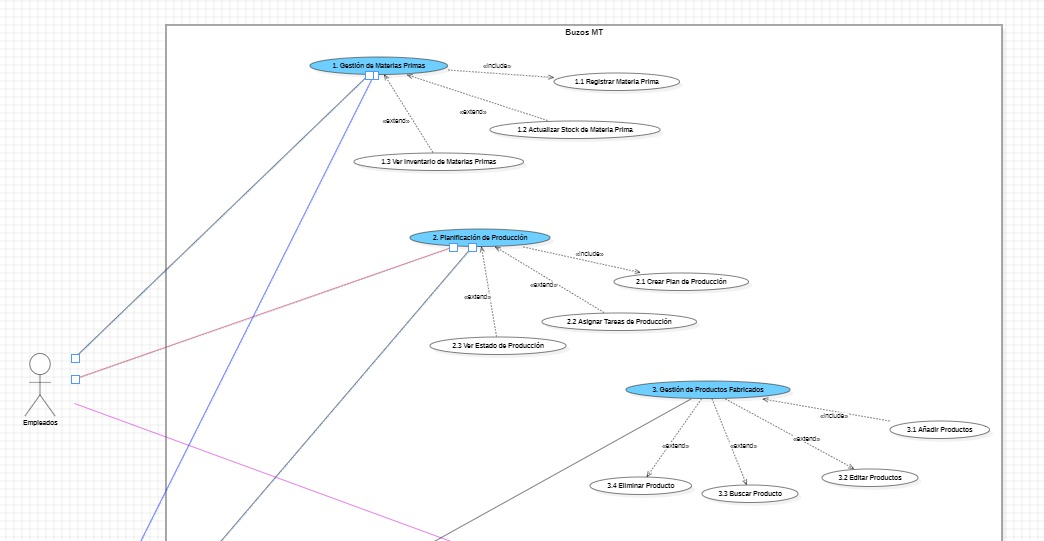 Buzos MT
1. Gestión de Materias Primas
«include»
1.1 Registrar Materia Prima
«extend»
«extend»
1.2 Actualizar Stock de Materia Prima
1.3 Ver Inventario de Materias Primas
2. Planificación de Producción
«include»
2.1 Crear Plan de Producción
«extend»
«extend»
2.2 Asignar Tareas de Producción
2.3 Ver Estado de Producción
Empleados
3. Gestión de Productos Fabricados
«include»
3.1 Añadir Productos
«extend»
«extend»
«extend»
3.2 Editar Productos
3.4 Eliminar Producto
3.3 Buscar Producto